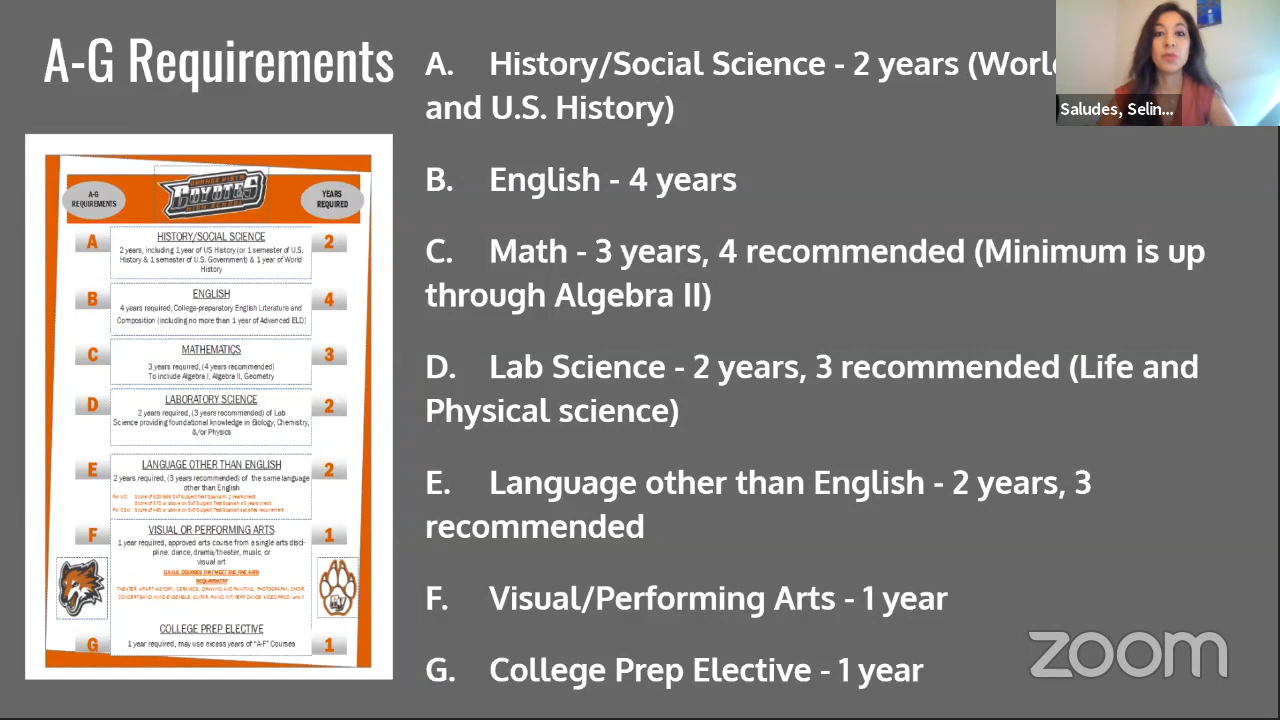 A-G Requirements
A. History/Social Science - 2 years (World
and U.S. History)
B. English - 4 years
C. Math - 3 years, 4 recommended (Minimum is up
through Algebra II)
D. Lab Science - 2 years, 3 recommended (Life and
Physical science)
E. Language other than English - 2 years, 3
recommended
F. Visual/Performing Arts - 1 year
G. College Prep Elective - 1 year
Saludes, Selin...
zoom
A-G
REQUIREMENTS
COYOTES
HIGH SCHOOL
YEARS
REQUIRED
A
HISTORY/SOCIAL SCIENCE
2 years, including 1 year of US History (or 1 semester of U.S.
History & 1 semester of U.S. Government) & 1 year of World
History
2
B
ENGLISH
4 years required, College-preparatory English Literature and
Composition (including no more than 1 year of Advanced ELD)
4
C
MATHEMATICS
3 years required, (4 years recommended)
To include Algebra I, Algebra II, Geometry
3
D
LABORATORY SCIENCE
2 years required, (3 years recommended) of Lab
Science providing foundational knowledge in Biology, Chemistry,
&/or Physics
2
E
LANGUAGE OTHER THAN ENGLISH
2 years required, (3 years recommended) of the same language
other than English
2
F
VISUAL OR PERFORMING ARTS
1 year required, approved arts course from a single arts disci-
pline: dance, drama/theater, music, or
visual art
REQUIREMENT
1
G
COLLEGE PREP ELECTIVE
1 year required, may use excess years of "A-F" Courses
1